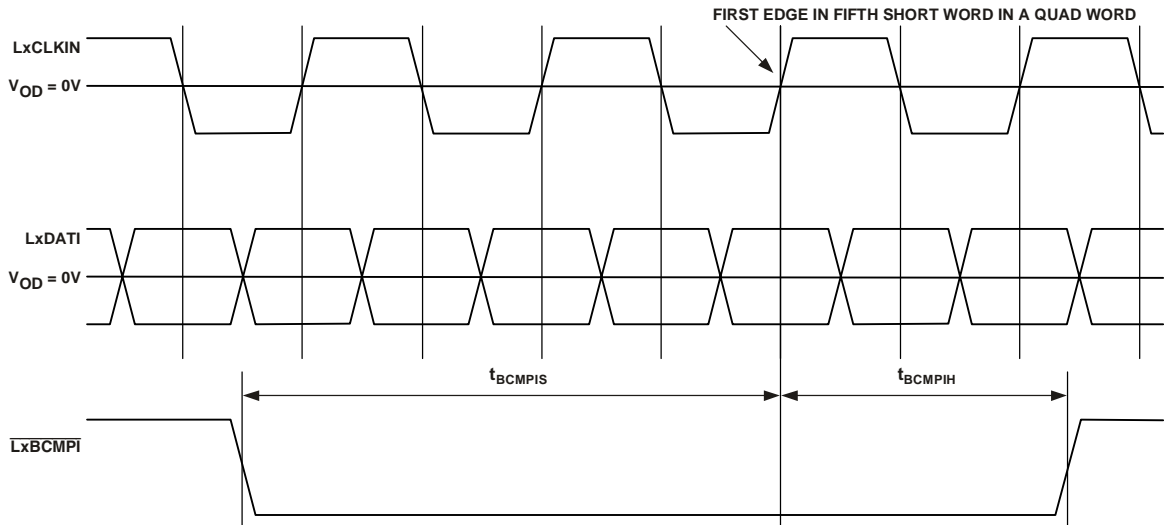 FIRST EDGE IN FIFTH SHORT WORD IN A QUAD WORD
LxCLKIN
VOD = 0V
LxDATI
VOD = 0V
tBCMPIS
tBCMPIH
LxBCMPI